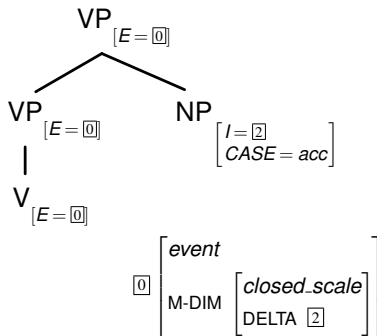 VP[E = 0]
VP[E = 0] NP[I = 2
CASE = acc]
V[E = 0]
0 [event
M-DIM [closed_scale
DELTA 2]]